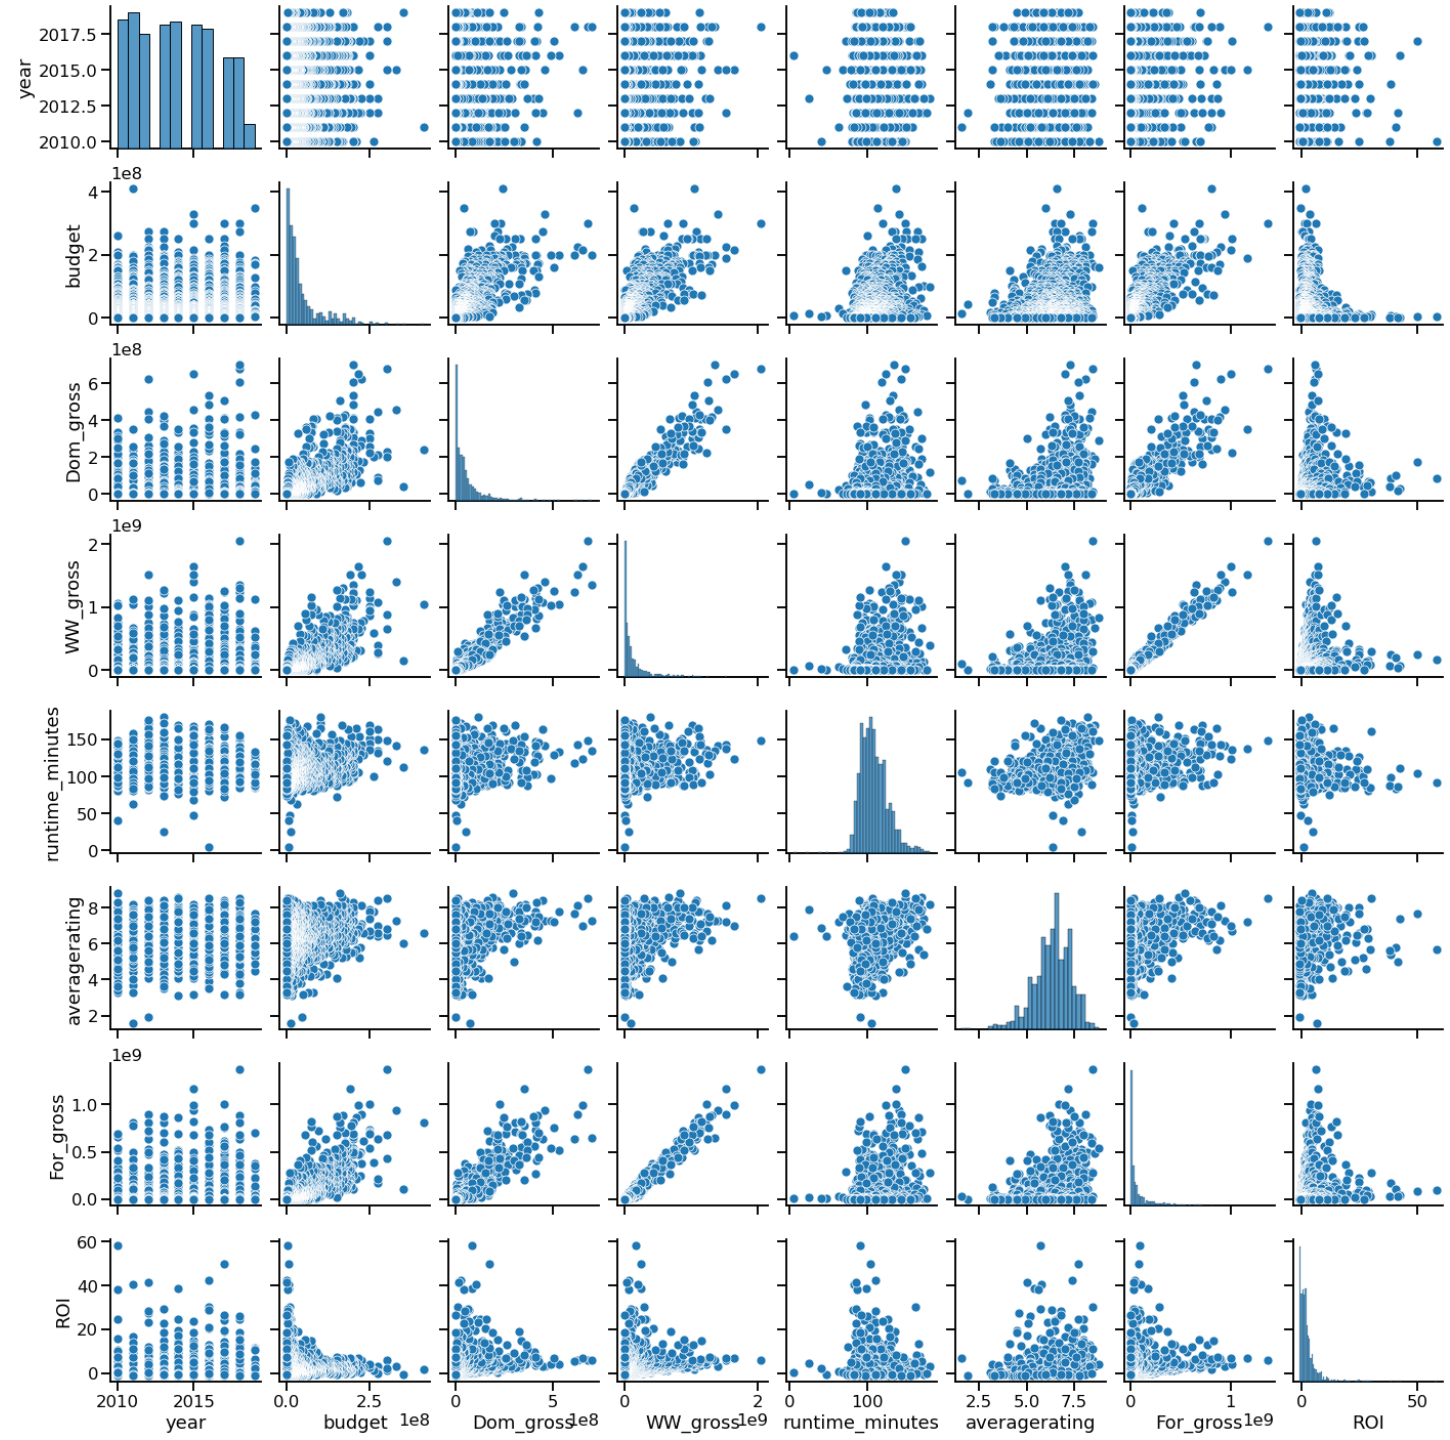 2017.5
2015.0
2012.5
2010.0
year
1e8
4
2
0
budget
1e8
6
4
2
0
Dom_gross
1e9
2
1
0
WW_gross
150
100
50
0
runtime_minutes
8
6
4
2
averagerating
1e9
1.0
0.5
0.0
For_gross
60
40
20
0
ROI
2010 2015 0.0 2.5 0 5 0 2 0 100 2.5 5.0 7.5 0 1 0 50
year budget 1e8 Dom_gross 1e8 WW_gross 1e9 runtime_minutes averagerating For_gross 1e9 ROI